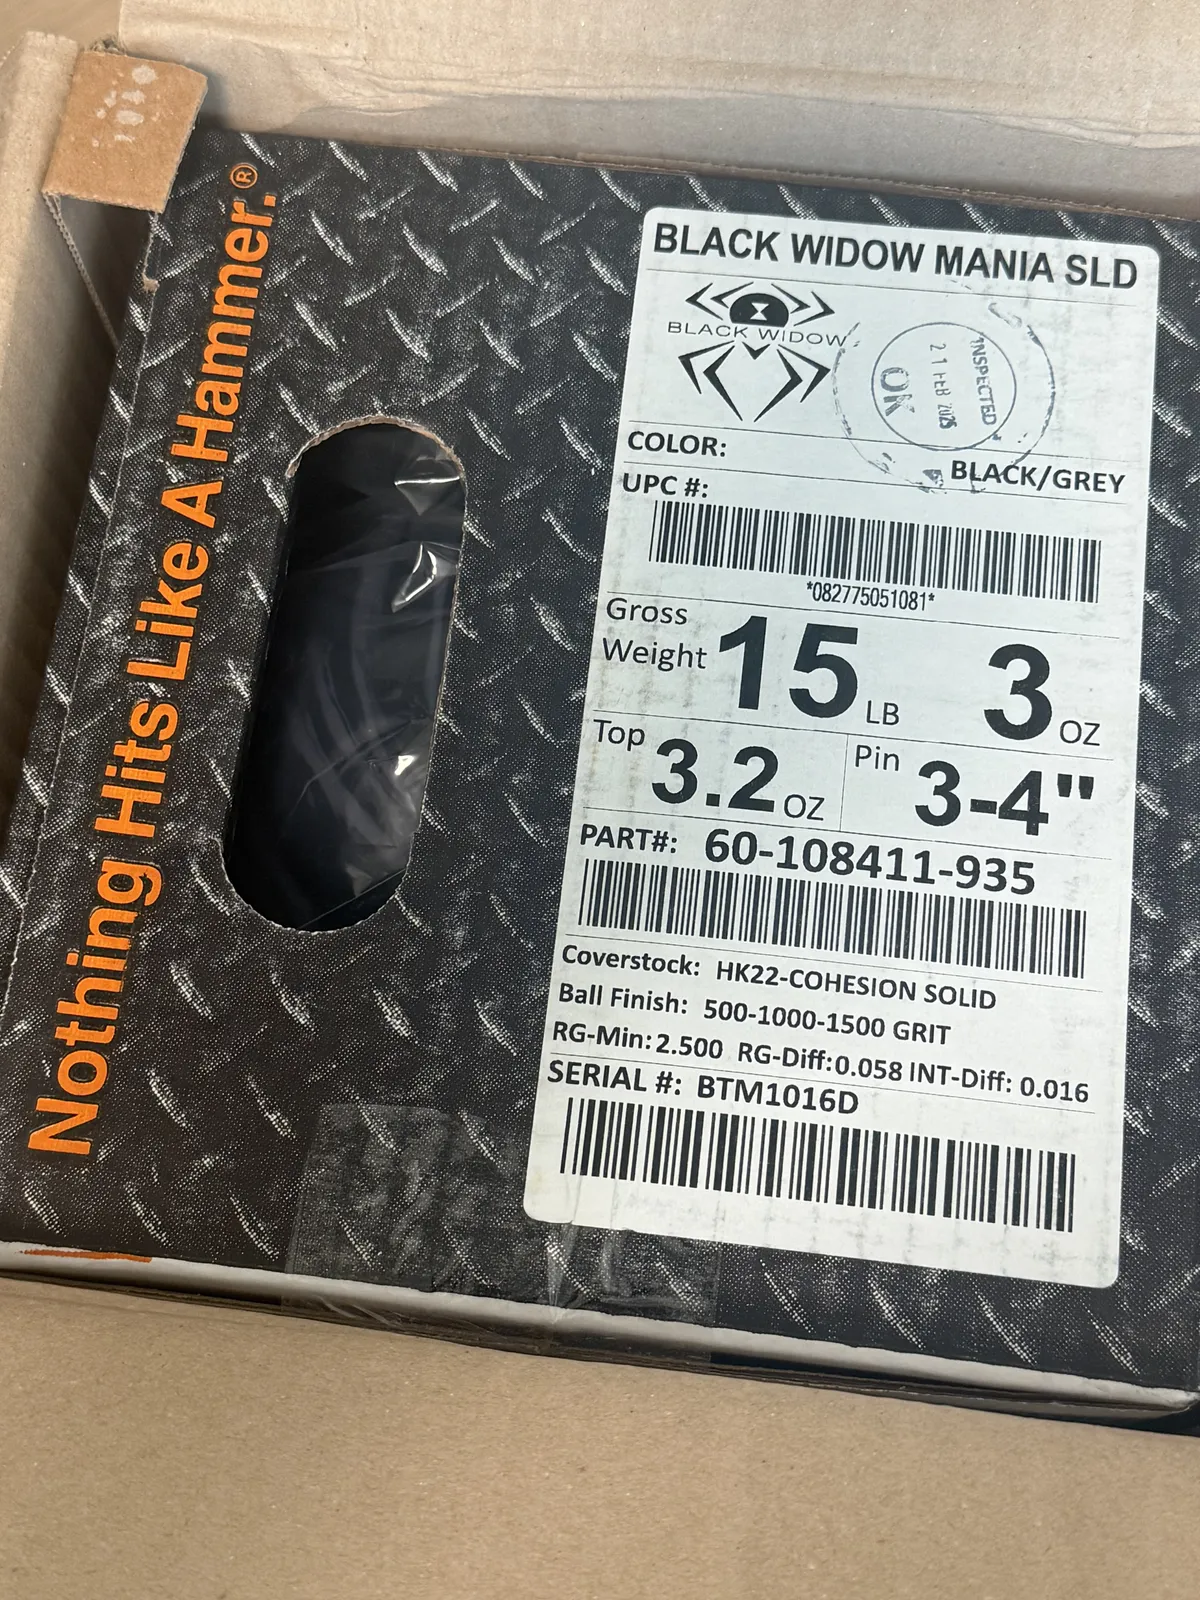 Nothing Hits Like A Hammer.®
BLACK WIDOW MANIA SLD
BLACK WIDOW
INSPECTED
21 FEB 2025
OK
COLOR: BLACK/GREY
UPC #:
*082775051081*
Gross Weight 15 LB 3 OZ
Top 3.2 OZ Pin 3-4"
PART#: 60-108411-935
Coverstock: HK22-COHESION SOLID
Ball Finish: 500-1000-1500 GRIT
RG-Min: 2.500 RG-Diff: 0.058 INT-Diff: 0.016
SERIAL #: BTM1016D